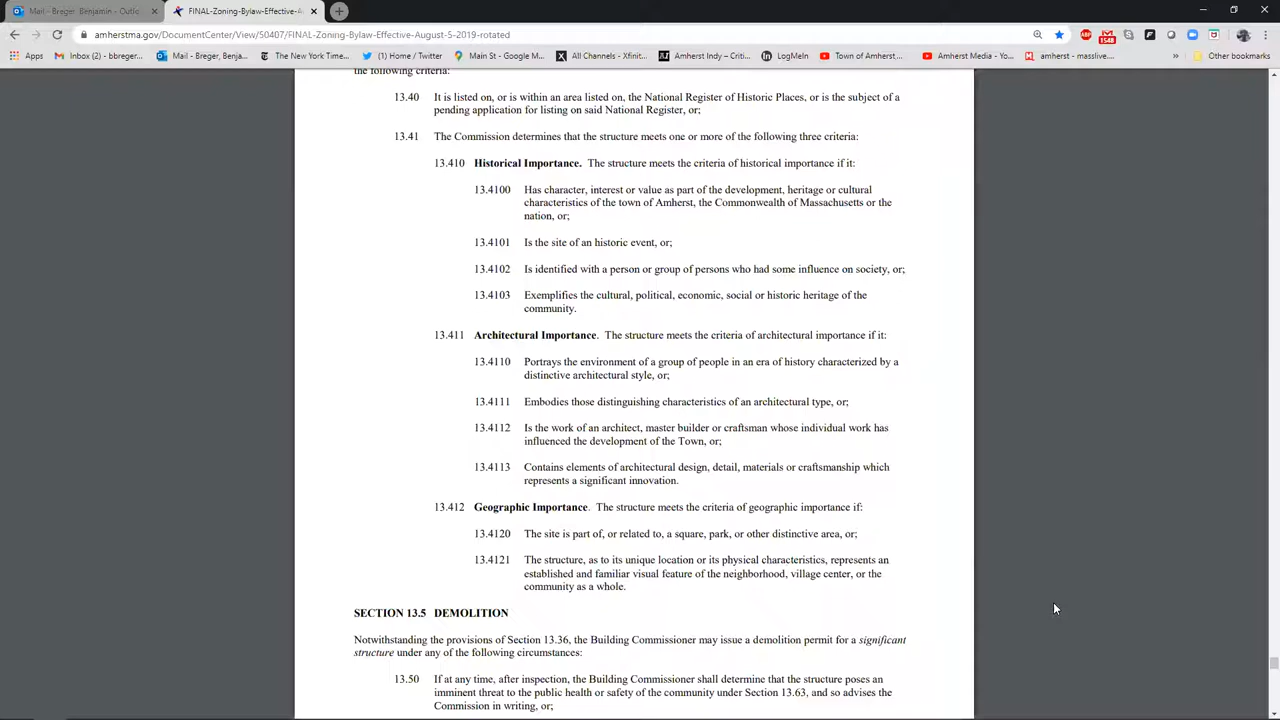 Mail - Breger, Benjamin - Outlo
FINAL-Zoning-Bylaw-Effective-A
amherstma.gov/DocumentCenter/View/50407/FINAL-Zoning-Bylaw-Effective-August-5-2019-rotated
Apps
Inbox (2) - bbreger...
Mail - Breger, Benja...
The New York Time...
(1) Home / Twitter
Main St - Google M...
All Channels - Xfinit...
Amherst Indy – Criti...
LogMeIn
Town of Amherst,...
Amherst Media - Yo...
amherst - masslive...
Other bookmarks
the following criteria:
13.40 It is listed on, or is within an area listed on, the National Register of Historic Places, or is the subject of a
pending application for listing on said National Register, or;
13.41 The Commission determines that the structure meets one or more of the following three criteria:
13.410 Historical Importance. The structure meets the criteria of historical importance if it:
13.4100 Has character, interest or value as part of the development, heritage or cultural
characteristics of the town of Amherst, the Commonwealth of Massachusetts or the
nation, or;
13.4101 Is the site of an historic event, or;
13.4102 Is identified with a person or group of persons who had some influence on society, or;
13.4103 Exemplifies the cultural, political, economic, social or historic heritage of the
community.
13.411 Architectural Importance. The structure meets the criteria of architectural importance if it:
13.4110 Portrays the environment of a group of people in an era of history characterized by a
distinctive architectural style, or;
13.4111 Embodies those distinguishing characteristics of an architectural type, or;
13.4112 Is the work of an architect, master builder or craftsman whose individual work has
influenced the development of the Town, or;
13.4113 Contains elements of architectural design, detail, materials or craftsmanship which
represents a significant innovation.
13.412 Geographic Importance. The structure meets the criteria of geographic importance if:
13.4120 The site is part of, or related to, a square, park, or other distinctive area, or;
13.4121 The structure, as to its unique location or its physical characteristics, represents an
established and familiar visual feature of the neighborhood, village center, or the
community as a whole.
SECTION 13.5 DEMOLITION
Notwithstanding the provisions of Section 13.36, the Building Commissioner may issue a demolition permit for a significant
structure under any of the following circumstances:
13.50 If at any time, after inspection, the Building Commissioner shall determine that the structure poses an
imminent threat to the public health or safety of the community under Section 13.63, and so advises the
Commission in writing, or;